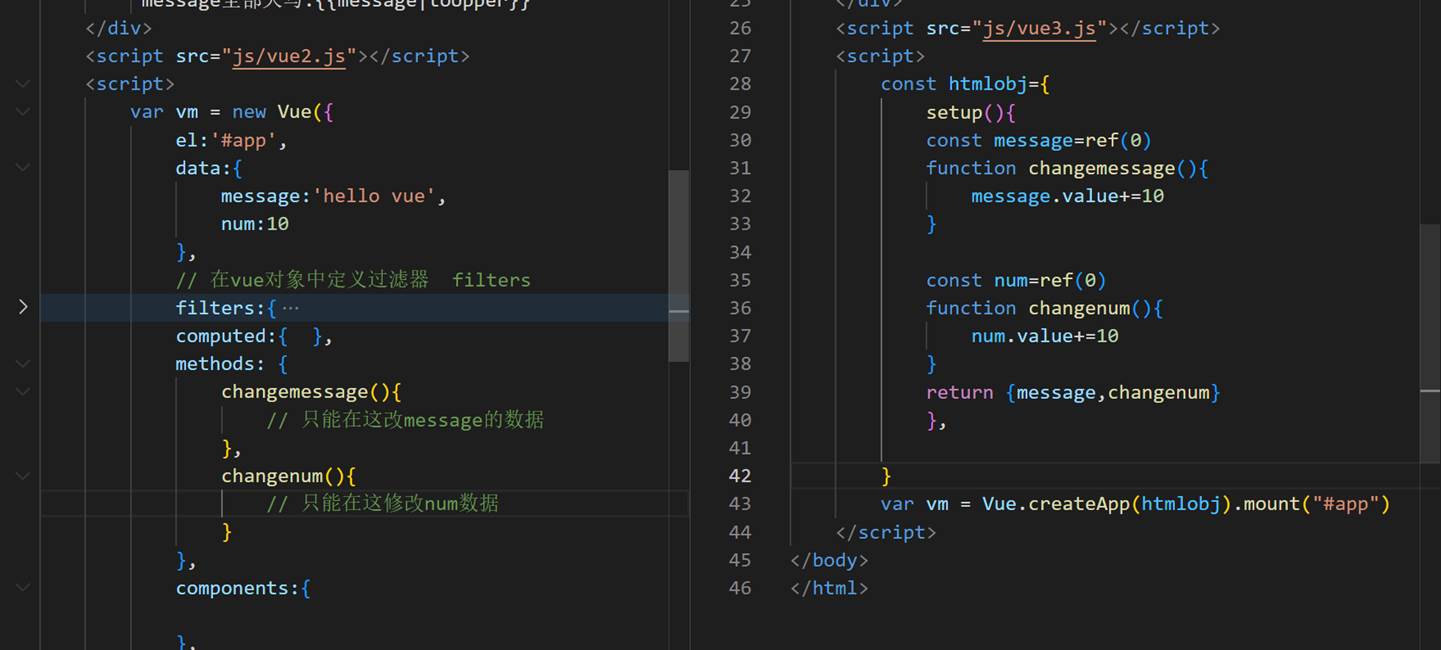 message全部大写:{{message|toupper}}
</div>
<script src="js/vue2.js"></script>
<script>
var vm = new Vue({
el:'#app',
data:{
message:'hello vue',
num:10
},
// 在vue对象中定义过滤器  filters
filters:{ ⋯
computed:{  },
methods: {
changemessage(){
// 只能在这改message的数据
},
changenum(){
// 只能在这修改num数据
}
},
components:{
},
25 </div>
26 <script src="js/vue3.js"></script>
27 <script>
28 const htmlobj={
29 setup(){
30 const message=ref(0)
31 function changemessage(){
32 message.value+=10
33 }
34
35 const num=ref(0)
36 function changenum(){
37 num.value+=10
38 }
39 return {message,changenum}
40 },
41
42 }
43 var vm = Vue.createApp(htmlobj).mount("#app")
44 </script>
45 </body>
46 </html>